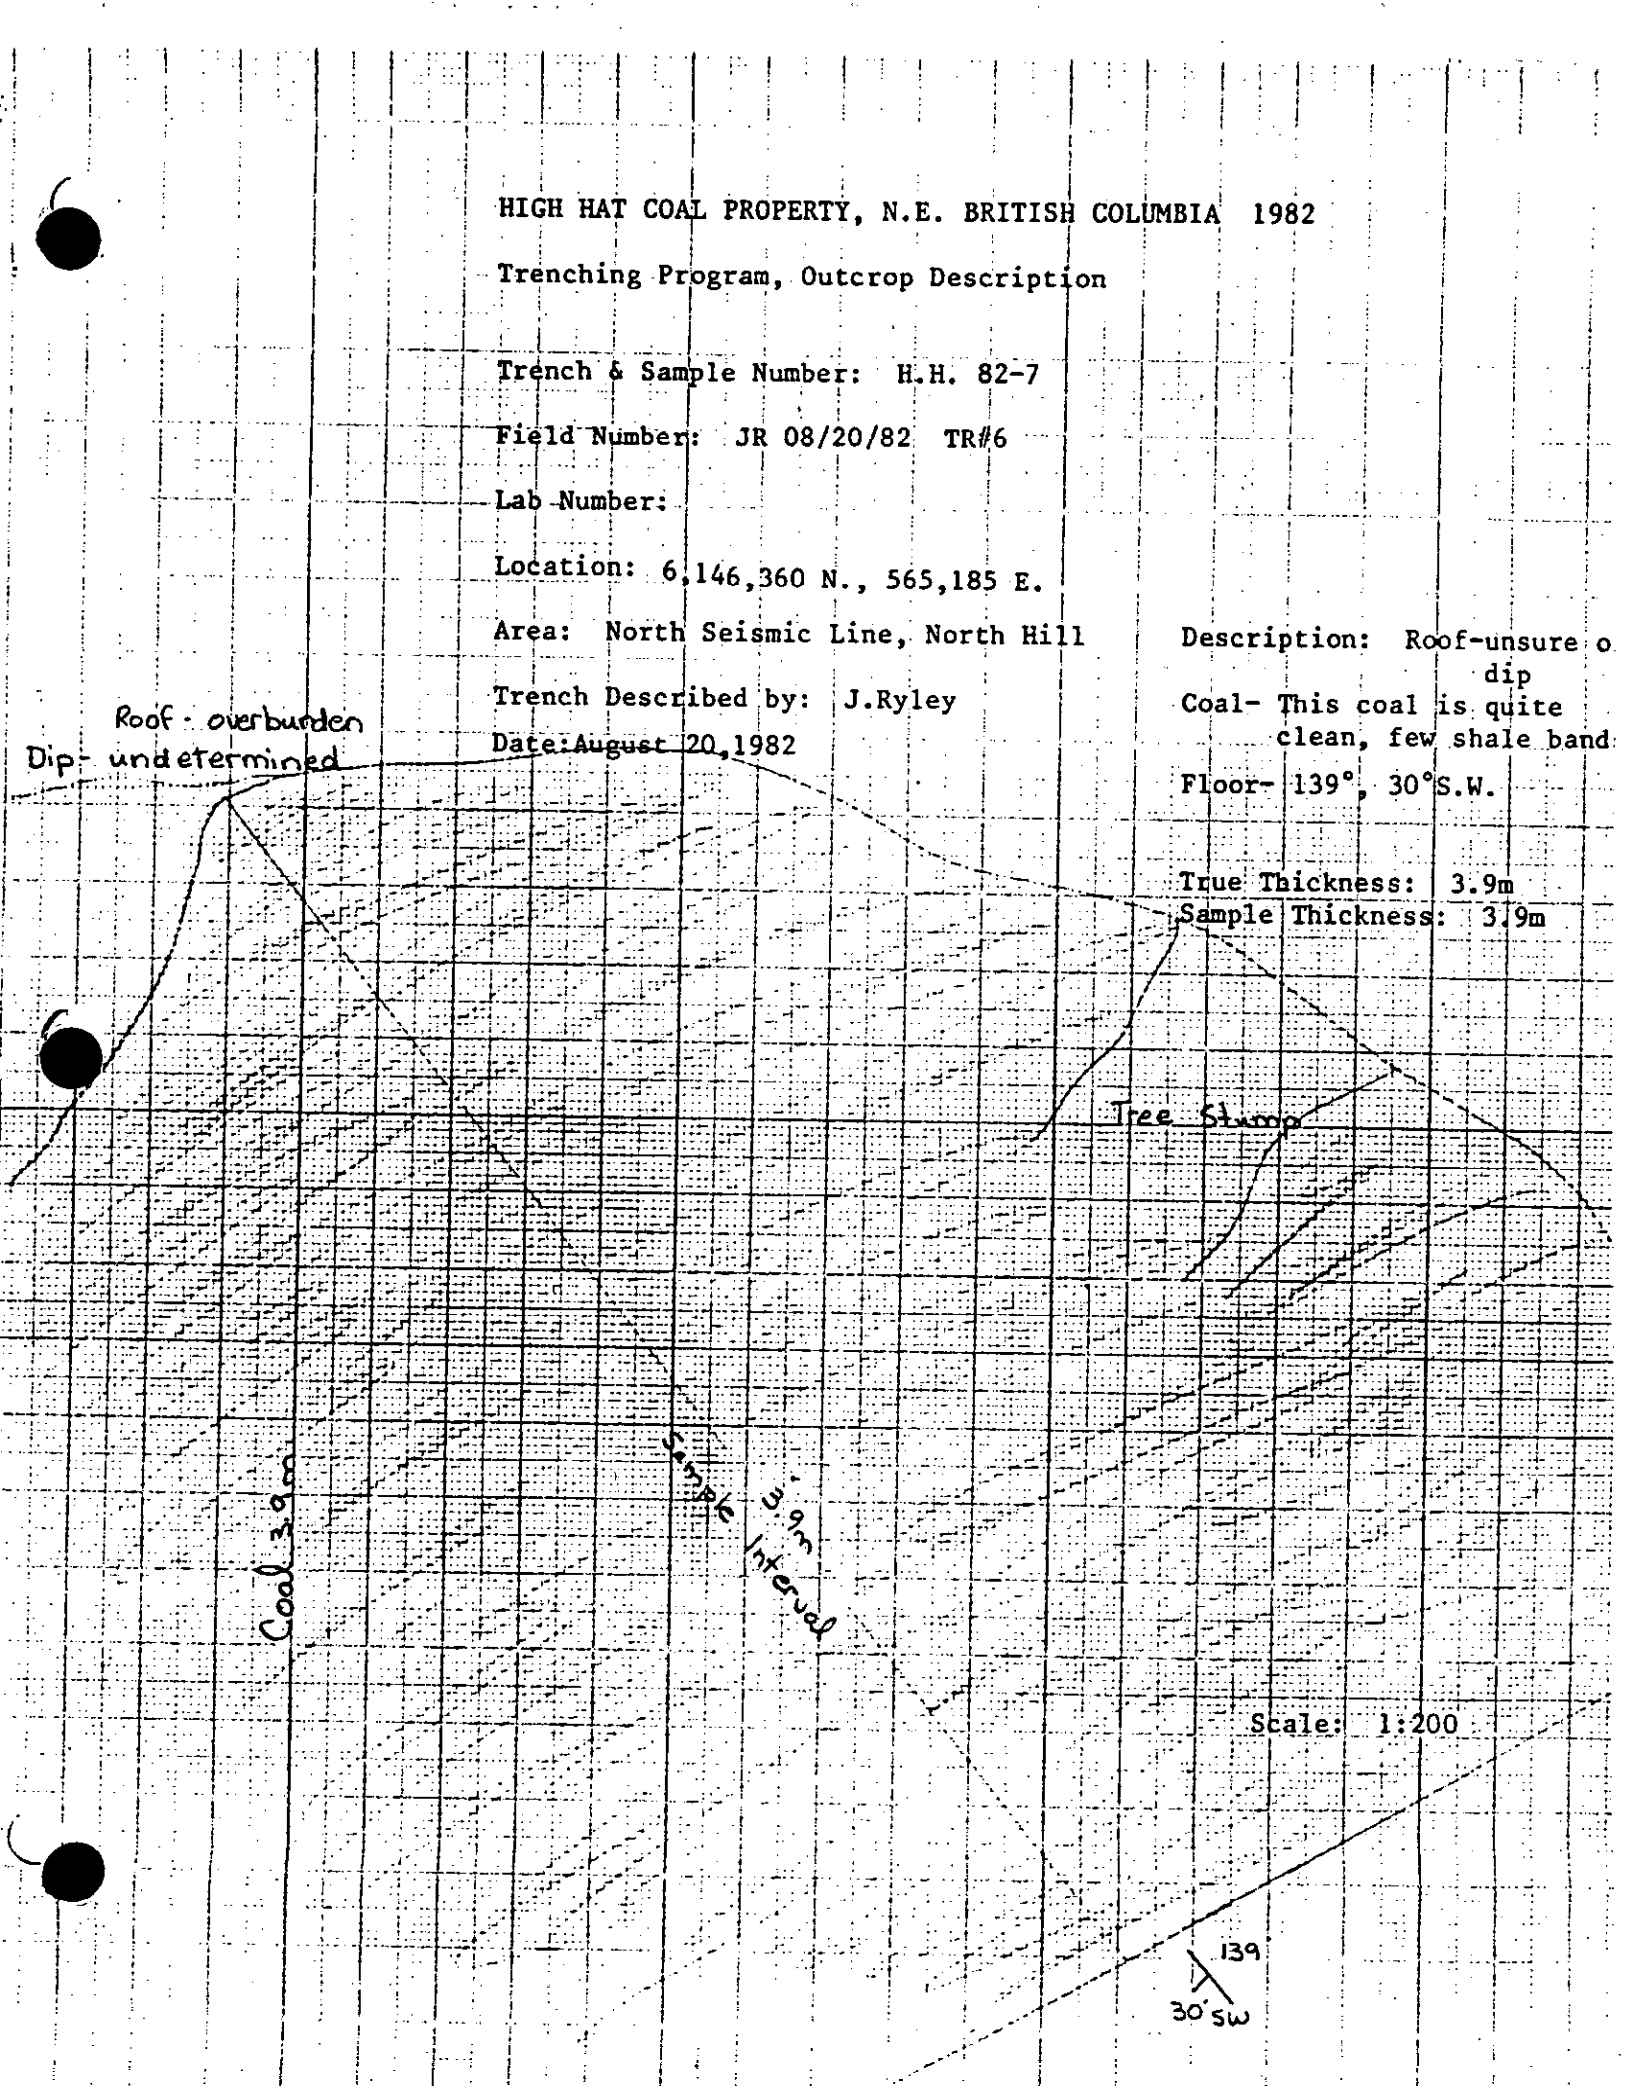 HIGH HAT COAL PROPERTY, N.E. BRITISH COLUMBIA 1982
Trenching Program, Outcrop Description
Trench & Sample Number: H.H. 82-7
Field Number: JR 08/20/82 TR#6
Lab Number:
Location: 6,146,360 N., 565,185 E.
Area: North Seismic Line, North Hill
Trench Described by: J.Ryley
Date:August 20,1982
Description: Roof-unsure o
dip
Coal- This coal is quite
clean, few shale band
Floor- 139°, 30°S.W.
True Thickness: 3.9m
Sample Thickness: 3.9m
Roof - overburden
Dip - undetermined
Tree Stump
Coal 3.9m
Sample Interval
3.9m
Scale: 1:200
139
30° SW